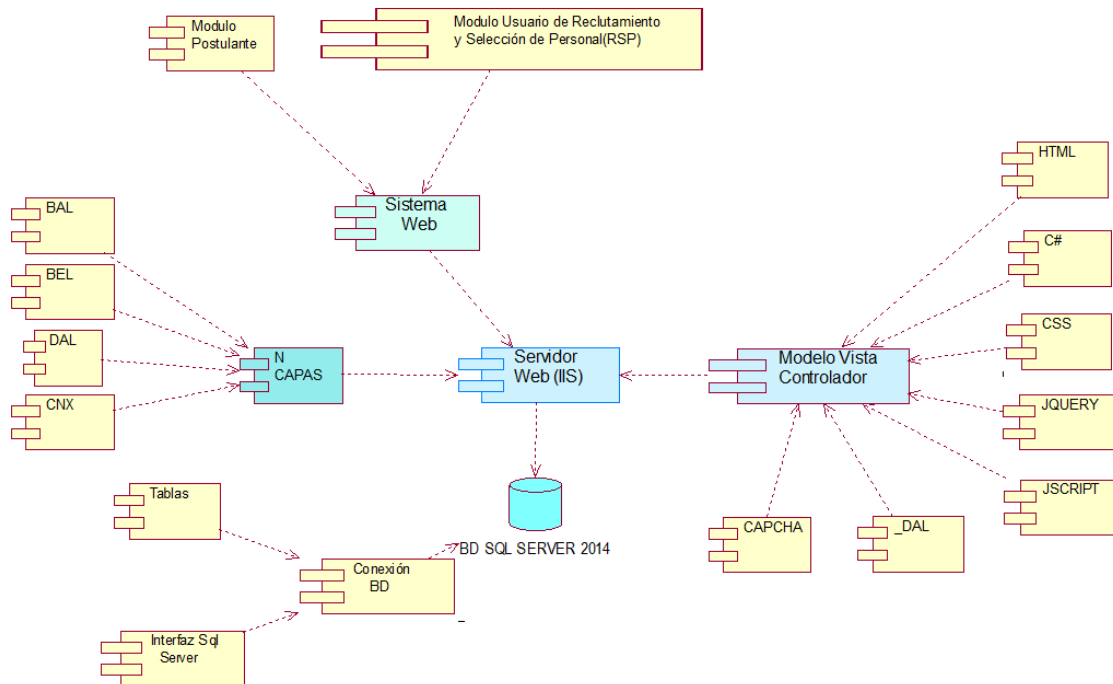 Modulo
Postulante
Modulo Usuario de Reclutamiento
y Selección de Personal(RSP)
HTML
BAL
Sistema
Web
C#
BEL
CSS
DAL
N
CAPAS
Servidor
Web (IIS)
Modelo Vista
Controlador
CNX
JQUERY
Tablas
JSCRIPT
CAPCHA
_DAL
BD SQL SERVER 2014
Conexión
BD
Interfaz Sql
Server